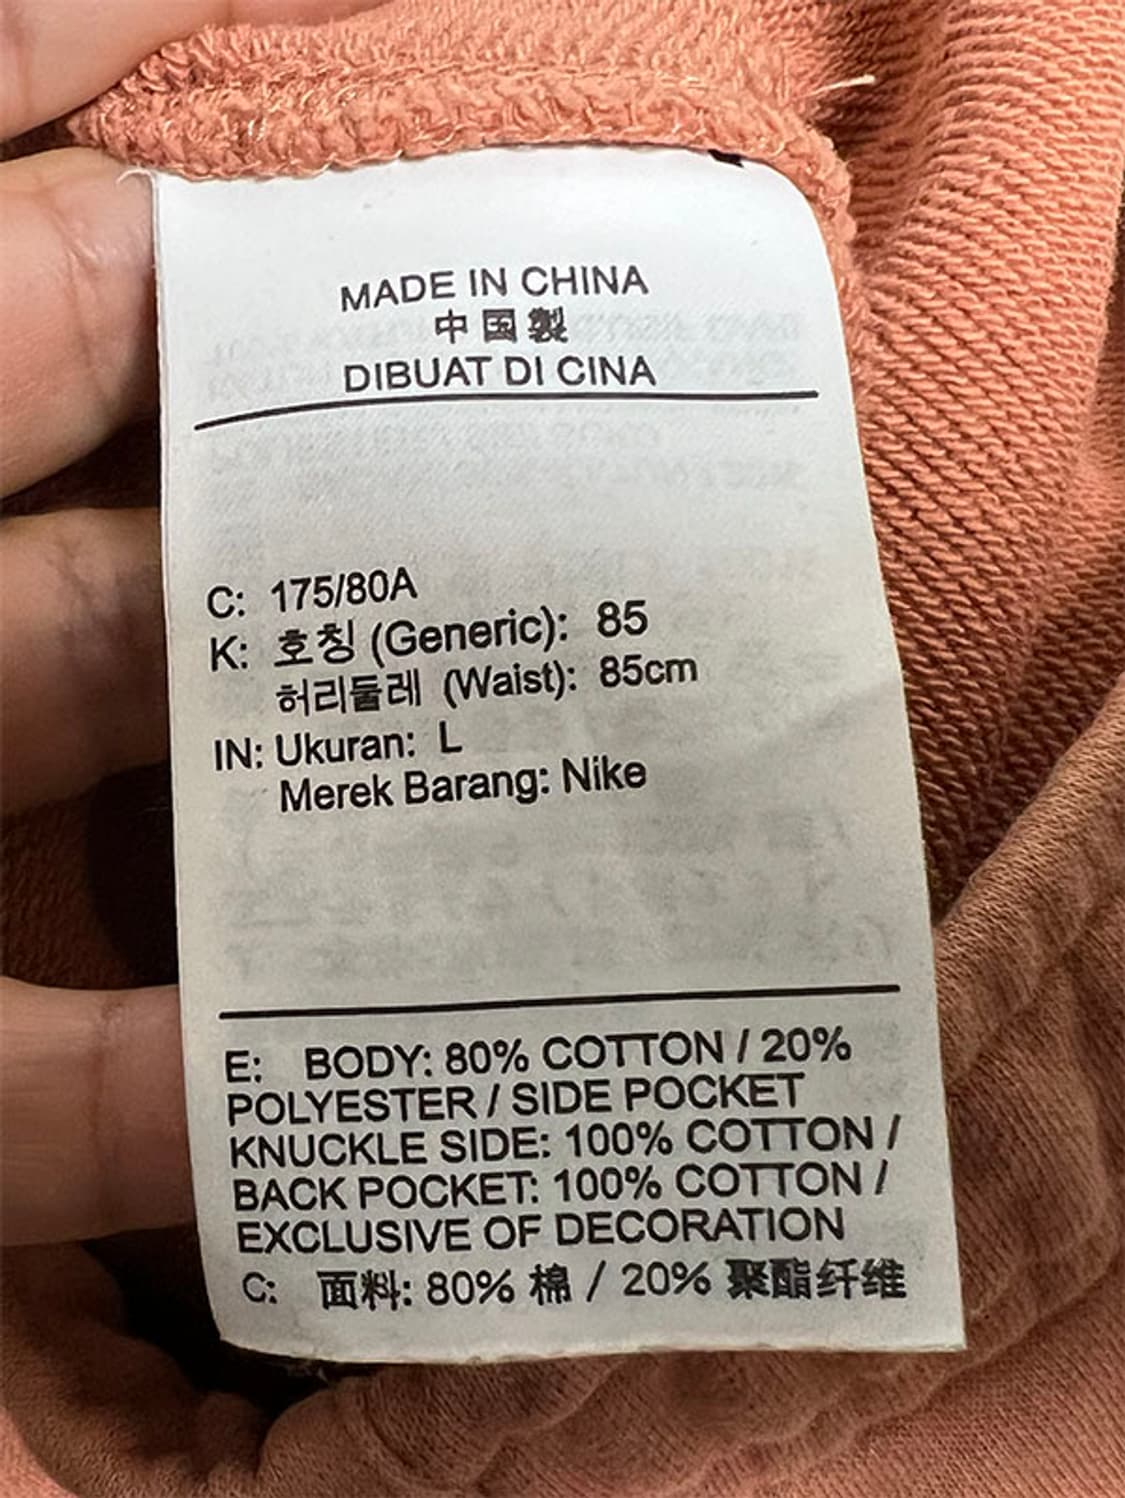 MADE IN CHINA
中国製
DIBUAT DI CINA
C: 175/80A
K: 호칭 (Generic): 85
허리둘레 (Waist): 85cm
IN: Ukuran: L
Merek Barang: Nike
E: BODY: 80% COTTON / 20%
POLYESTER / SIDE POCKET
KNUCKLE SIDE: 100% COTTON /
BACK POCKET: 100% COTTON /
EXCLUSIVE OF DECORATION
C: 面料: 80% 棉 / 20% 聚酯纤维